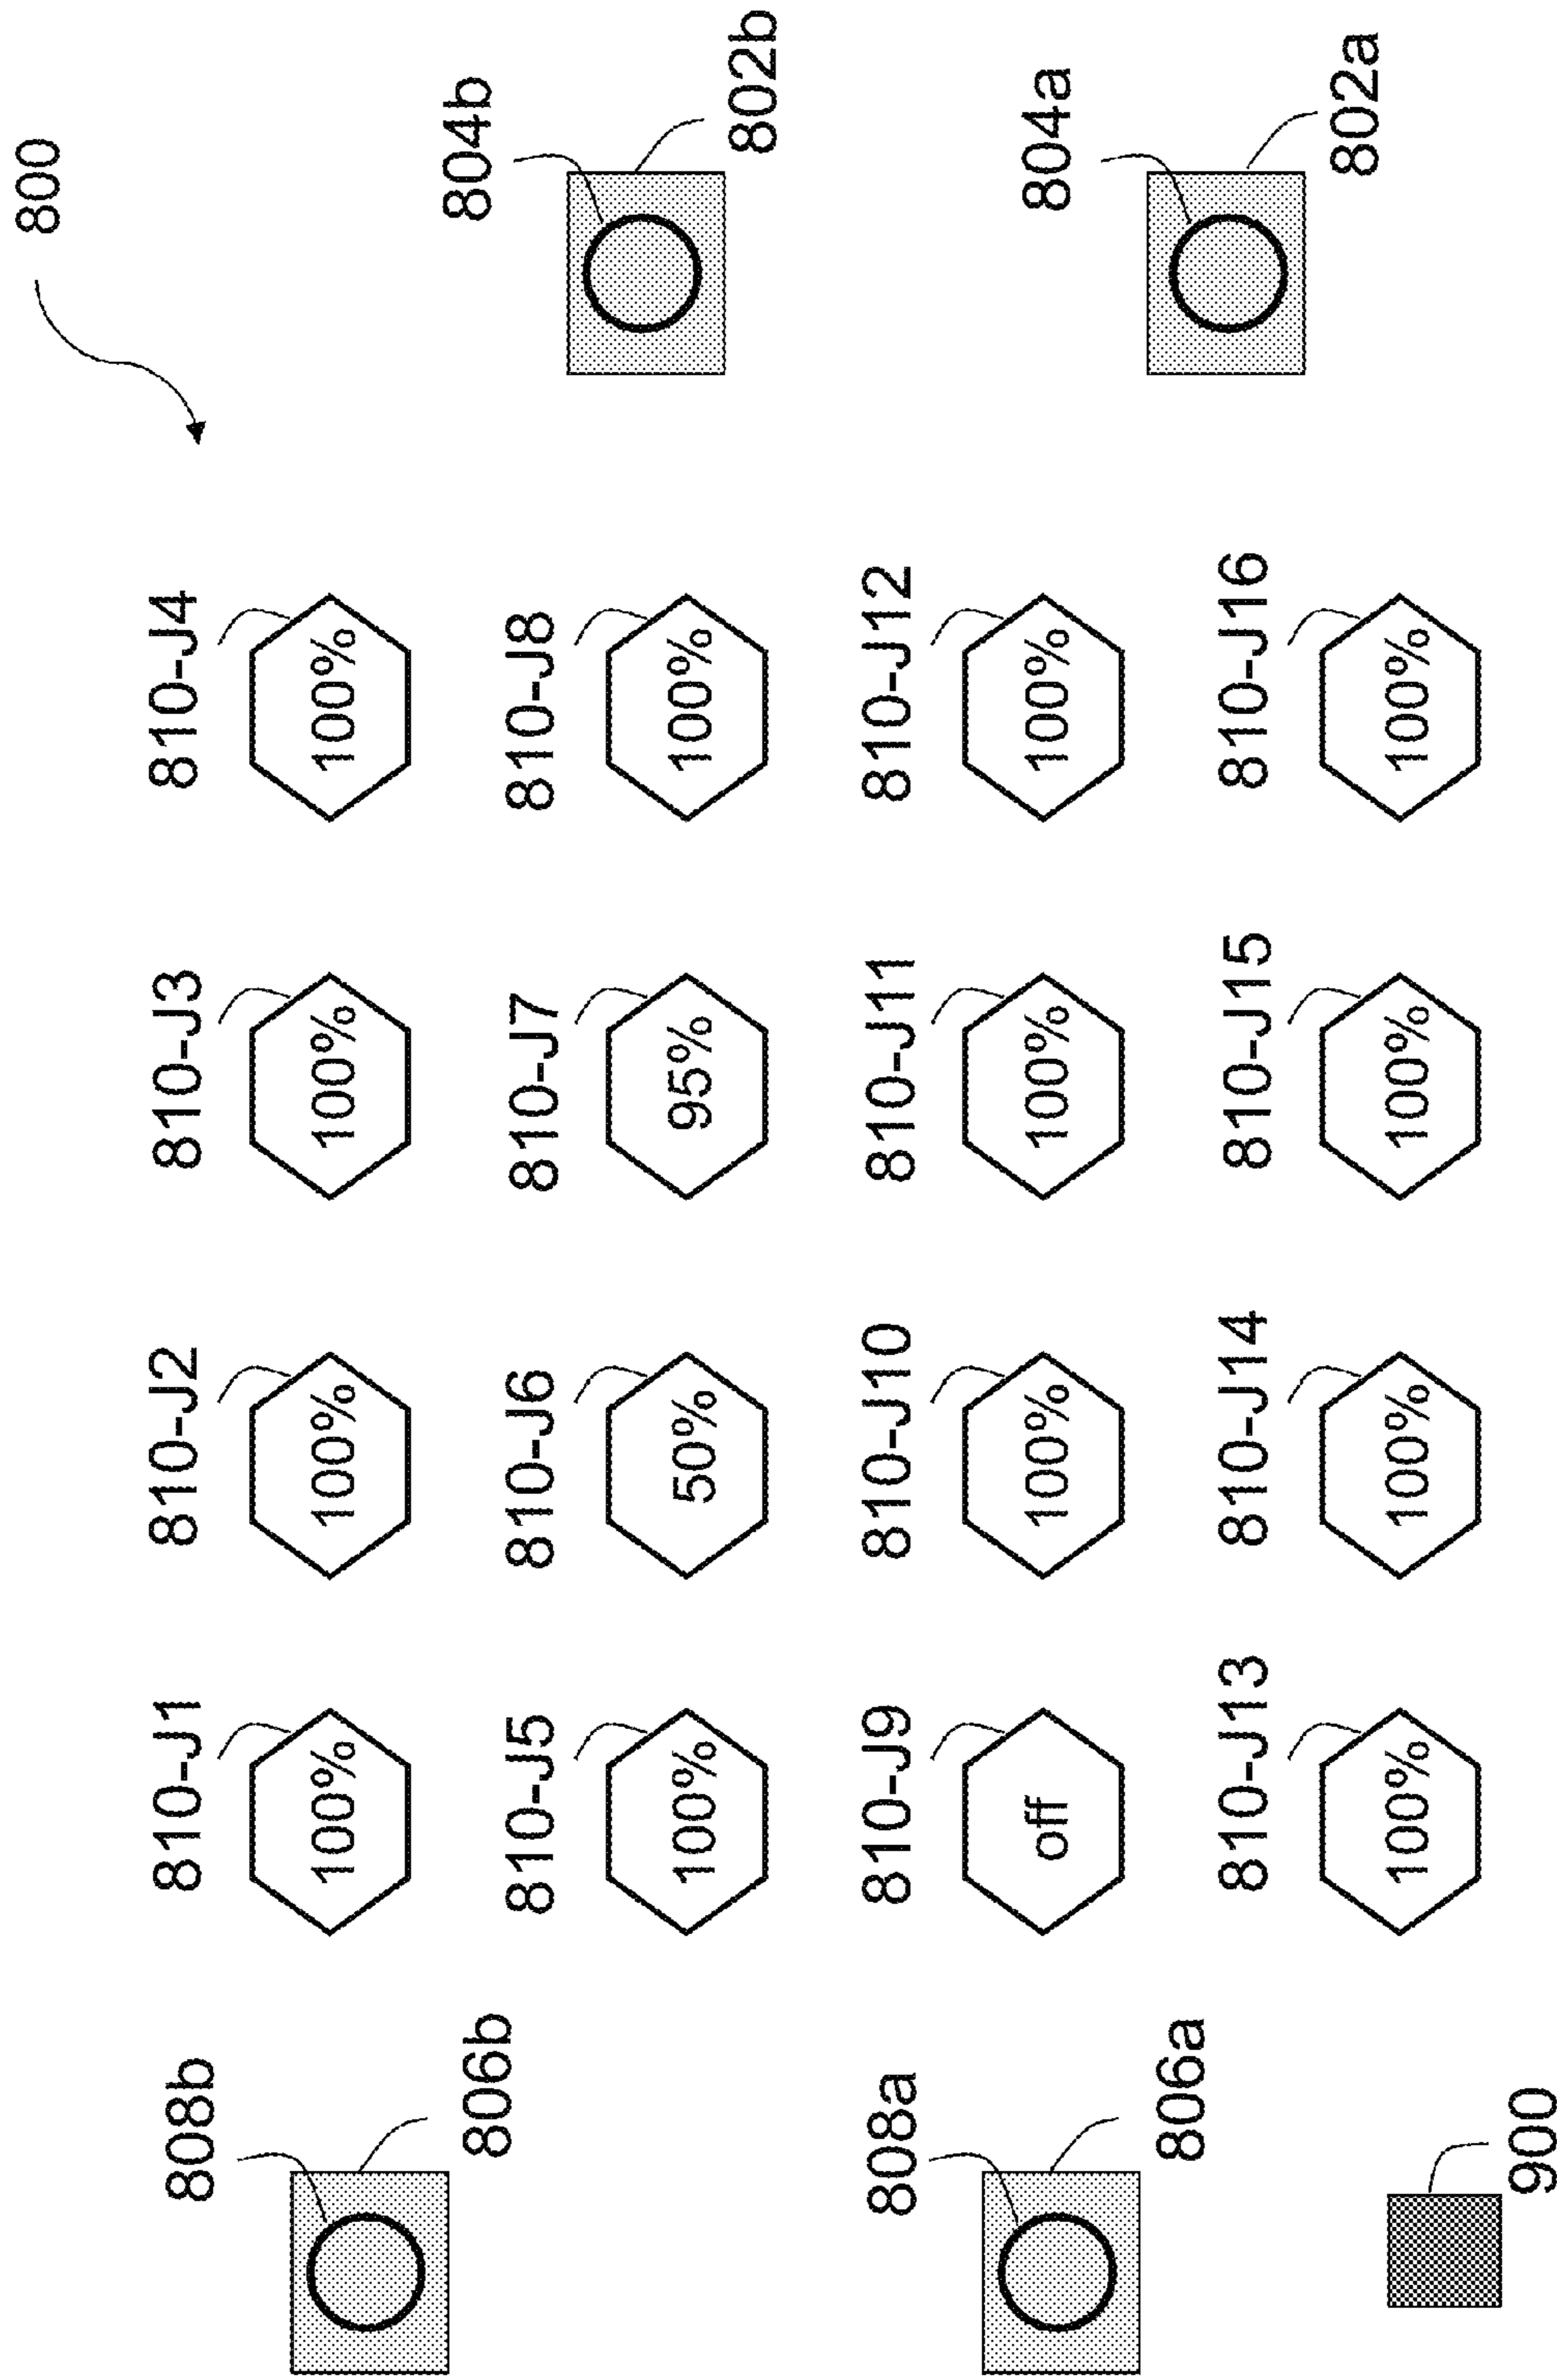 800
808b 810-J1 810-J2 810-J3 810-J4
100% 100% 100% 100%
806b 804b
810-J5 810-J6 810-J7 810-J8
100% 50% 95% 100%
802b
808a 810-J9 810-J10 810-J11 810-J12
off 100% 100% 100% 804a
806a
810-J13 810-J14 810-J15 810-J16
802a
100% 100% 100% 100%
900